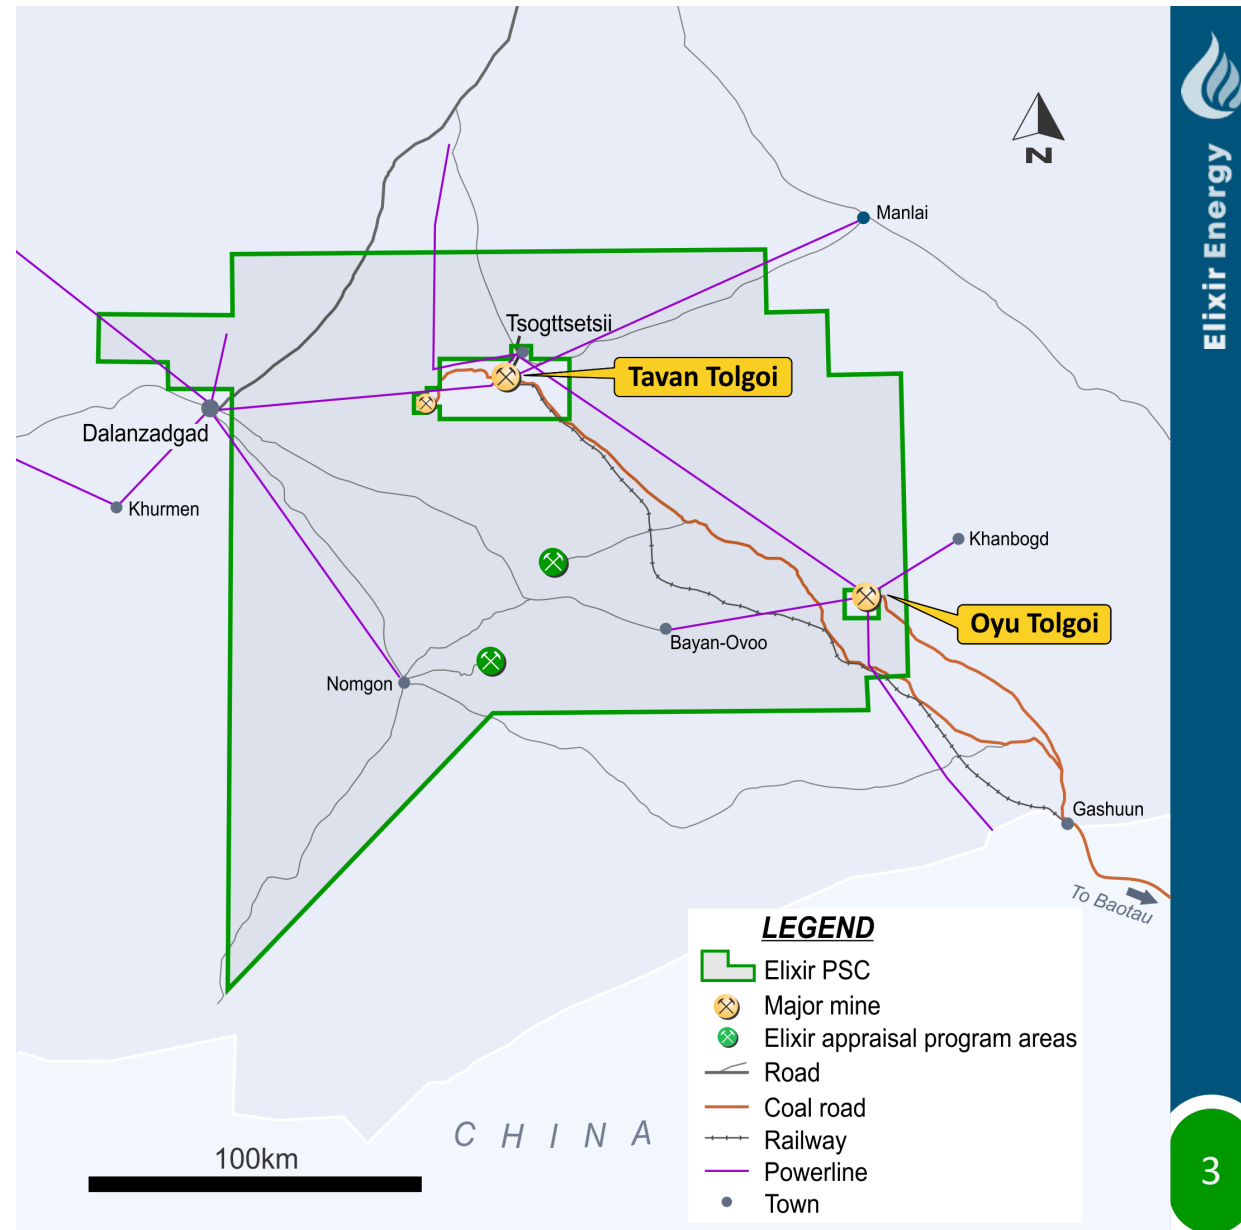 Elixir Energy
N
Manlai
Tsogttsetsii
Tavan Tolgoi
Dalanzadgad
Khurmen
Khanbogd
Oyu Tolgoi
Bayan-Ovoo
Nomgon
Gashuun
To Baotau
LEGEND
Elixir PSC
Major mine
Elixir appraisal program areas
Road
Coal road
Railway
Powerline
Town
CHINA
100km
3